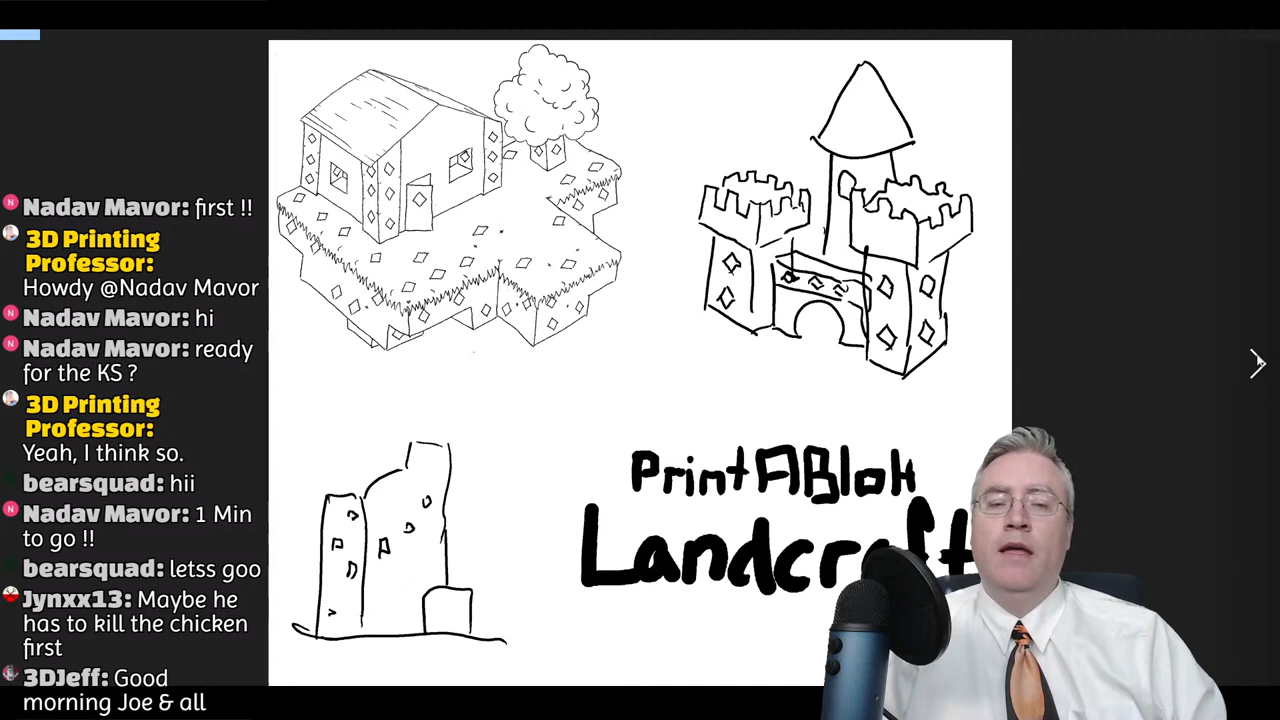 Nadav Mavor: first !!
3D Printing
Professor:
Howdy @Nadav Mavor
Nadav Mavor: hi
Nadav Mavor: ready
for the KS ?
3D Printing
Professor:
Yeah, I think so.
bearsquad: hii
Nadav Mavor: 1 Min
to go !!
bearsquad: letss goo
Jynxx13: Maybe he
has to kill the chicken
first
3DJeff: Good
morning Joe & all
PrintABlok
Landcraft